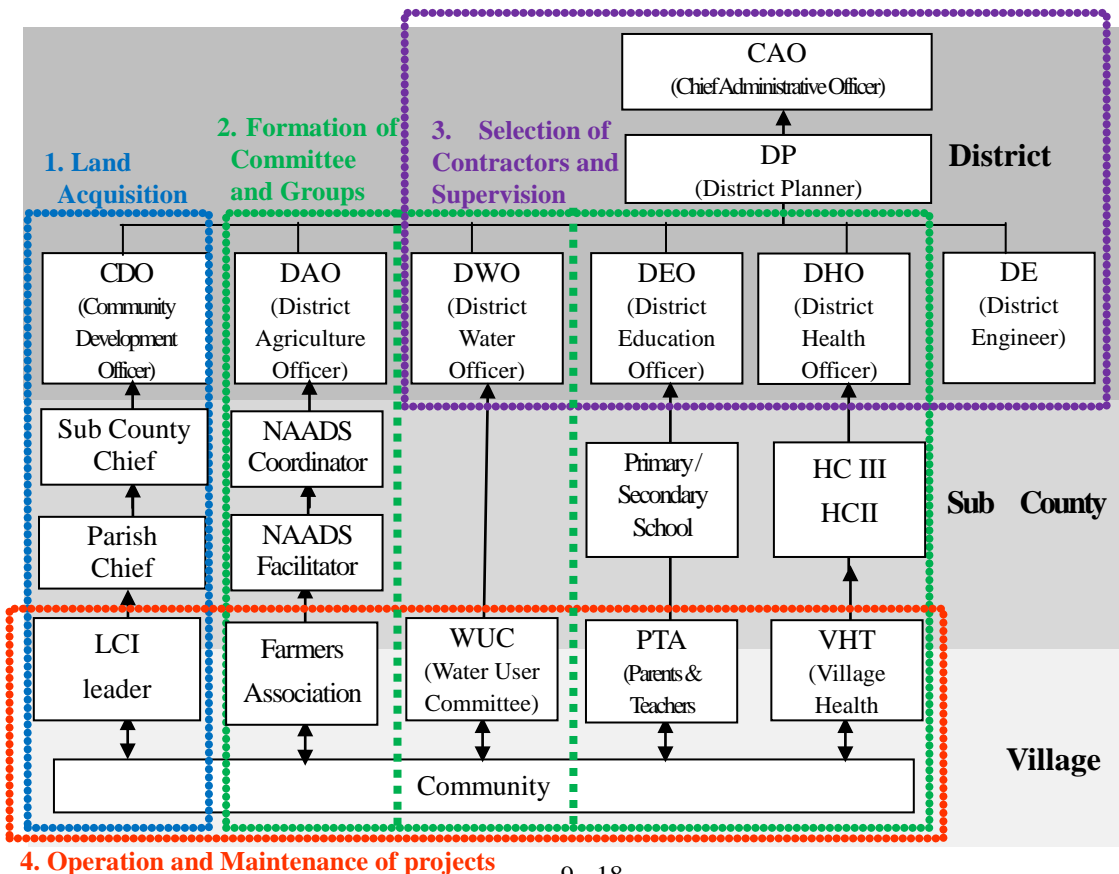 CAO
(Chief Administrative Officer)
2. Formation of
Committee
and Groups
3. Selection of
Contractors and
Supervision
DP
(District Planner)
District
1. Land
Acquisition
CDO
(Community
Development
Officer)
DAO
(District
Agriculture
Officer)
DWO
(District
Water
Officer)
DEO
(District
Education
Officer)
DHO
(District
Health
Officer)
DE
(District
Engineer)
Sub County
Chief
NAADS
Coordinator
Primary/
Secondary
School
HC III
HCII
Sub County
Parish
Chief
NAADS
Facilitator
LCI
leader
Farmers
Association
WUC
(Water User
Committee)
PTA
(Parents &
Teachers
VHT
(Village
Health
Village
Community
4. Operation and Maintenance of projects
9 - 18